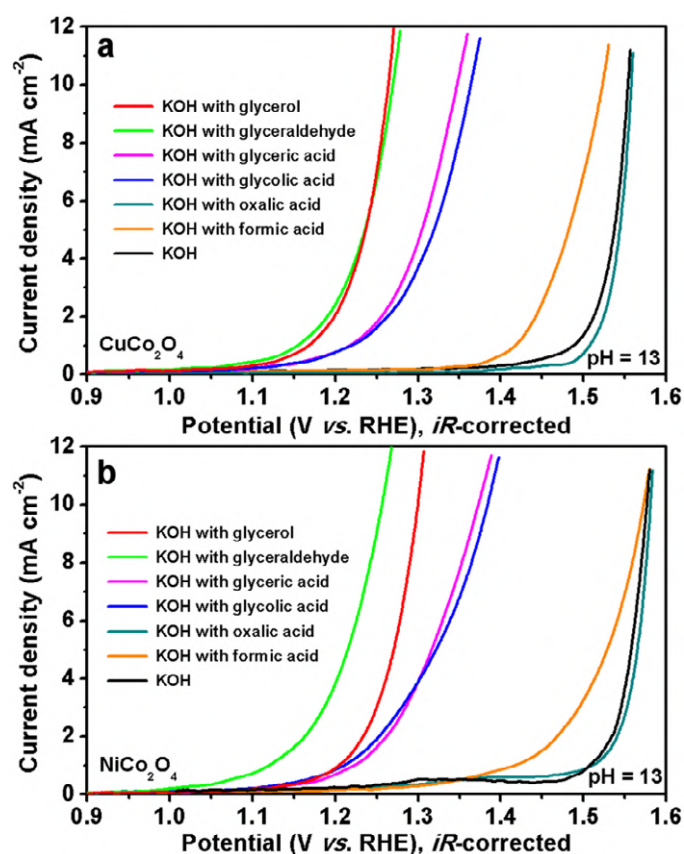 a
12
10
8
6
4
2
0
Current density (mA cm⁻²)
KOH with glycerol
KOH with glyceraldehyde
KOH with glyceric acid
KOH with glycolic acid
KOH with oxalic acid
KOH with formic acid
KOH
CuCo₂O₄
pH = 13
0.9 1.0 1.1 1.2 1.3 1.4 1.5 1.6
Potential (V vs. RHE), iR-corrected
b
12
10
8
6
4
2
0
Current density (mA cm⁻²)
KOH with glycerol
KOH with glyceraldehyde
KOH with glyceric acid
KOH with glycolic acid
KOH with oxalic acid
KOH with formic acid
KOH
NiCo₂O₄
pH = 13
0.9 1.0 1.1 1.2 1.3 1.4 1.5 1.6
Potential (V vs. RHE), iR-corrected